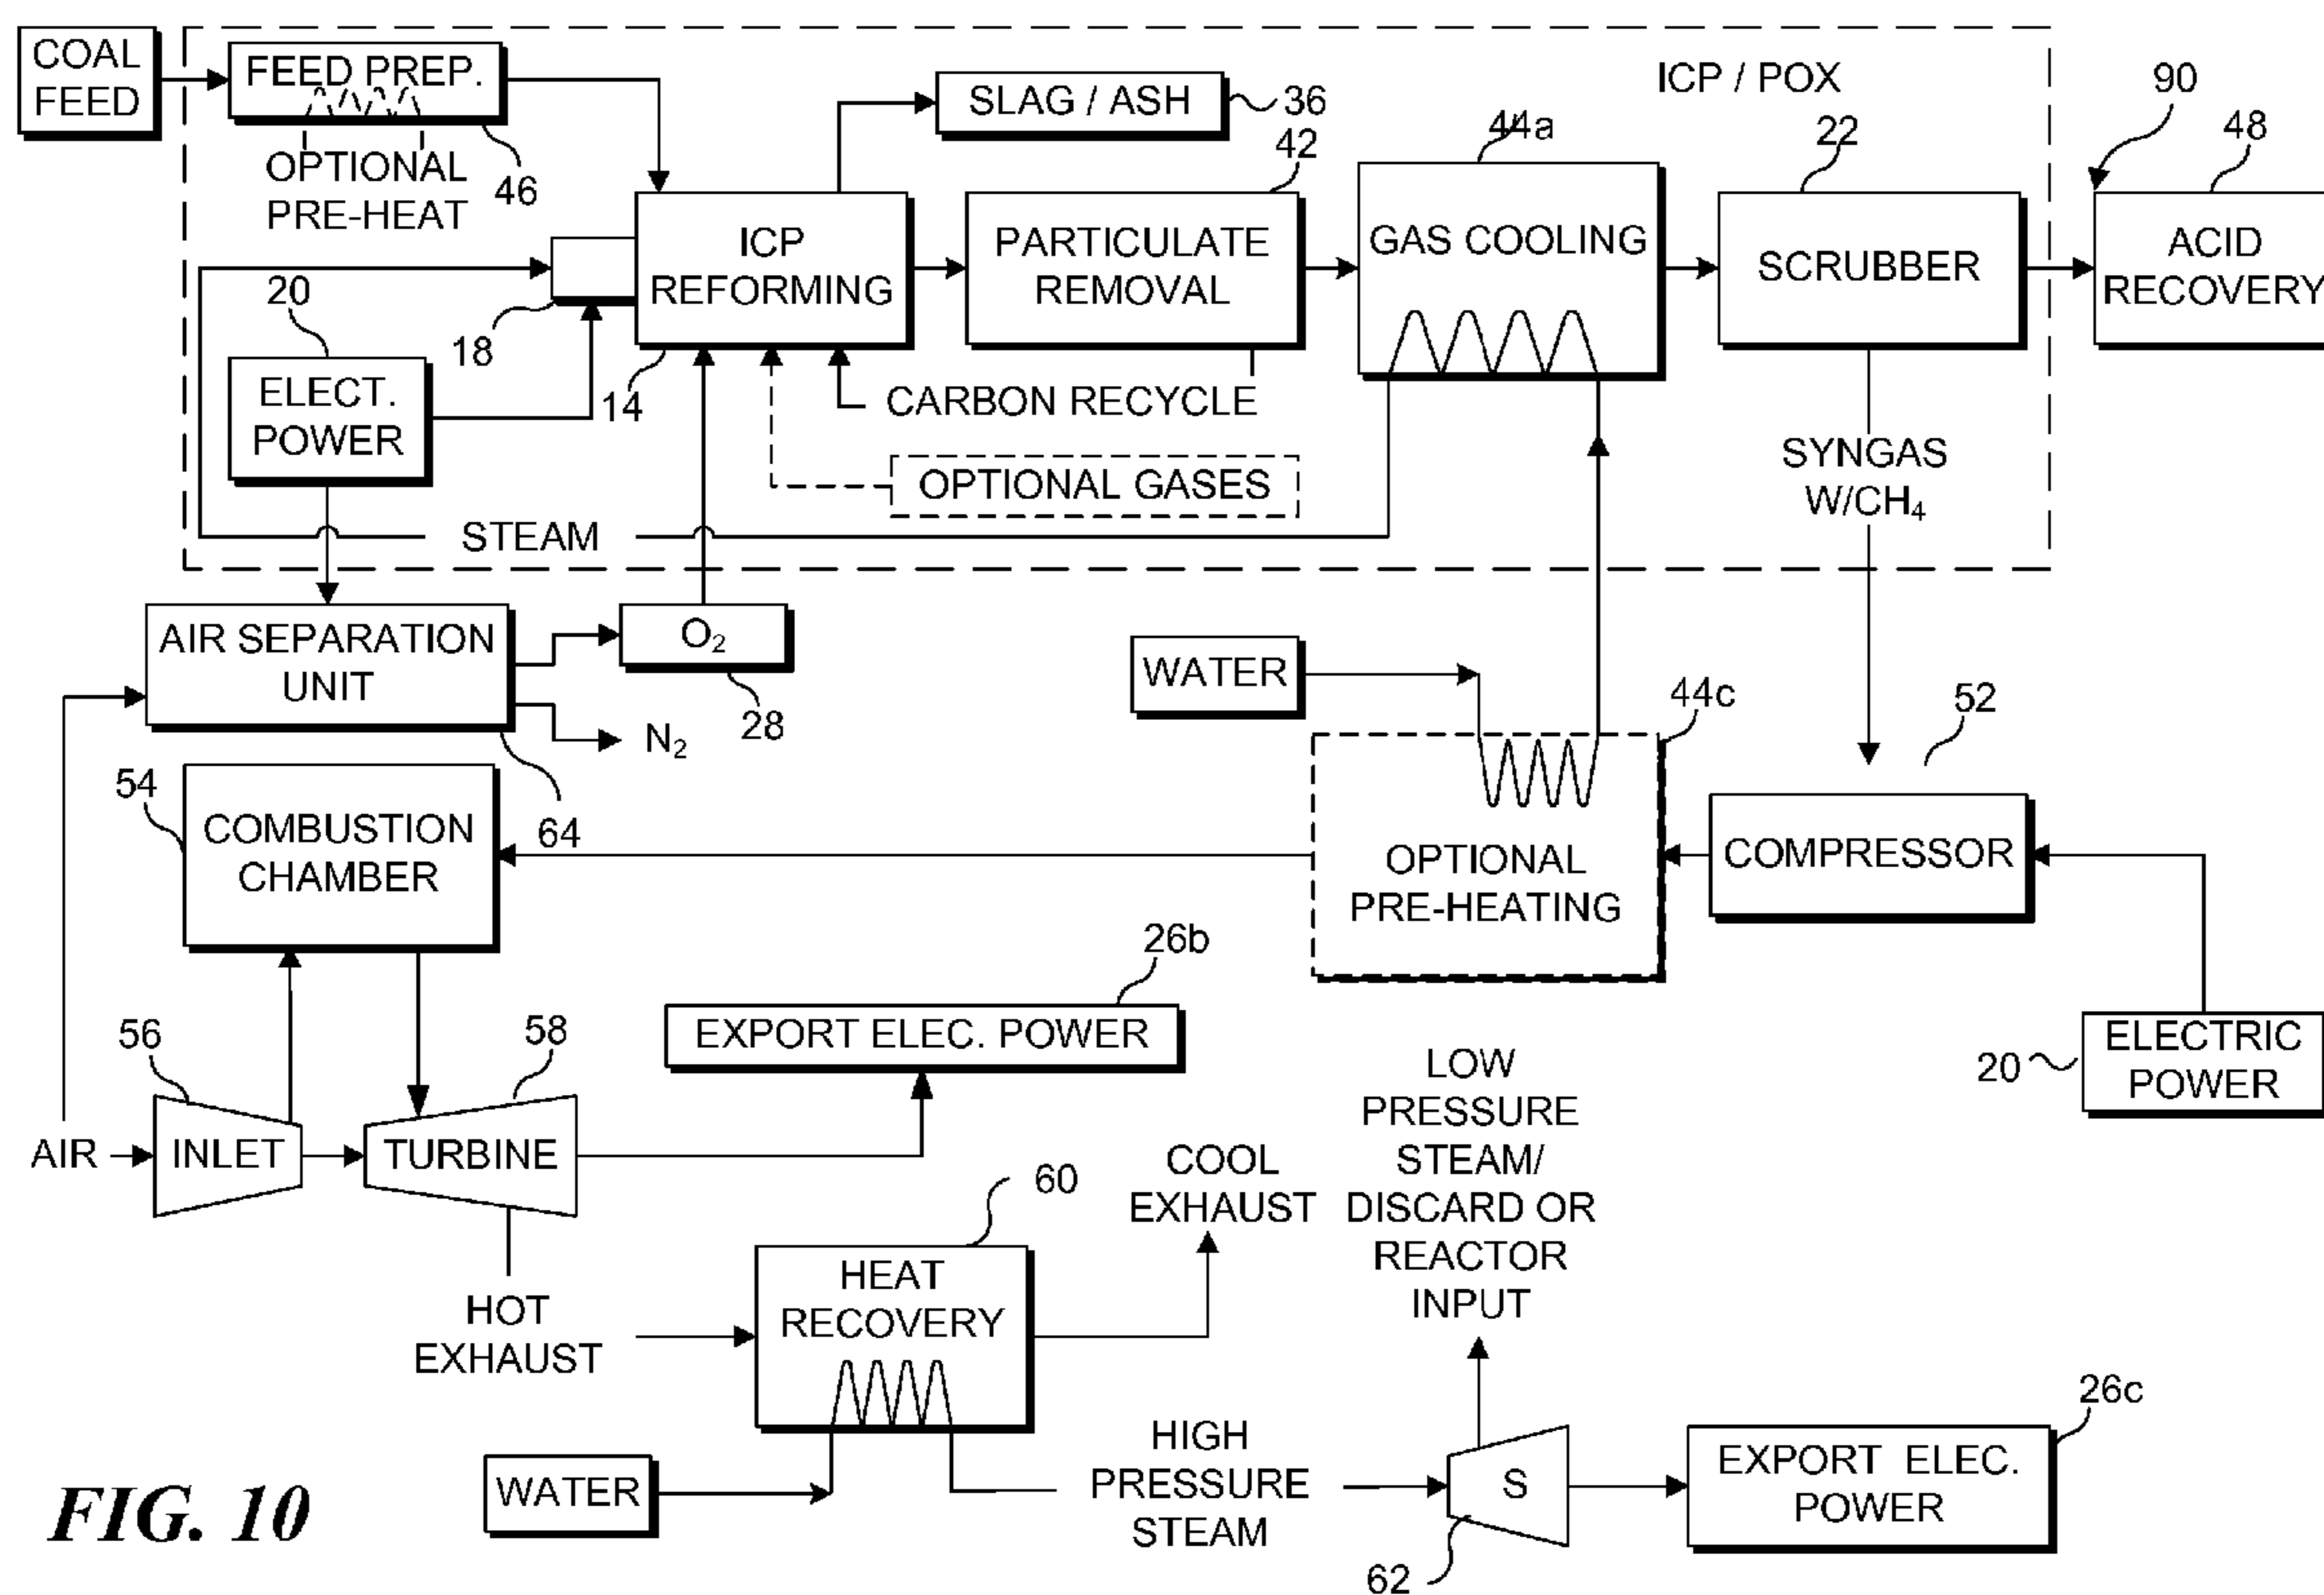 COAL
FEED
FEED PREP.
OPTIONAL
PRE-HEAT
46
SLAG / ASH
36
ICP / POX
90
42
44a
22
48
ICP
REFORMING
PARTICULATE
REMOVAL
GAS COOLING
SCRUBBER
ACID
RECOVERY
20
18
14
ELECT.
POWER
CARBON RECYCLE
OPTIONAL GASES
SYNGAS
W/CH4
STEAM
AIR SEPARATION
UNIT
O2
28
N2
64
WATER
44c
52
54
COMBUSTION
CHAMBER
OPTIONAL
PRE-HEATING
COMPRESSOR
26b
EXPORT ELEC. POWER
56
58
20
ELECTRIC
POWER
AIR
INLET
TURBINE
LOW
PRESSURE
STEAM/
DISCARD OR
REACTOR
INPUT
COOL
EXHAUST
60
HEAT
RECOVERY
HOT
EXHAUST
WATER
HIGH
PRESSURE
STEAM
S
62
26c
EXPORT ELEC.
POWER
FIG. 10